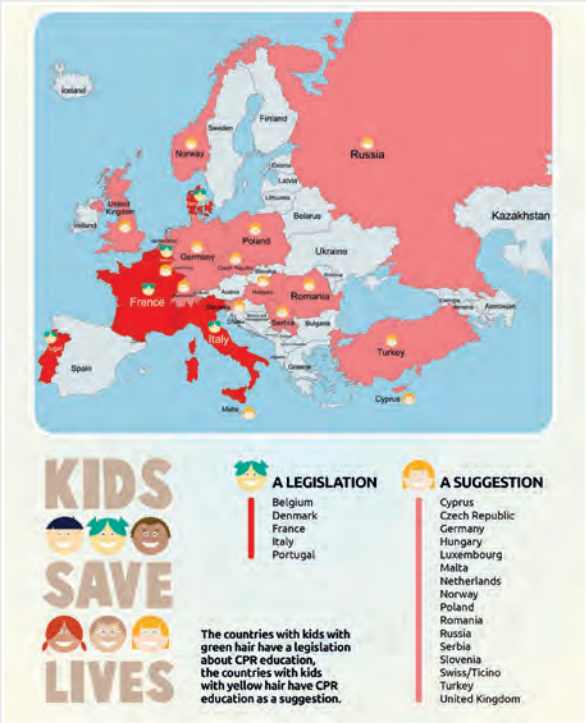 Iceland
Sweden
Finland
Norway
Russia
Estonia
Latvia
Lithuania
United
Kingdom
Ireland
Belarus
Kazakhstan
Poland
Germany
Czech Republic
Ukraine
Slovakia
France
Austria
Hungary
Romania
Slovenia
Italy
Serbia
Bulgaria
Georgia
Armenia
Azerbaijan
Portugal
Spain
Turkey
Greece
Malta
Cyprus
KIDS
SAVE
LIVES
A LEGISLATION
Belgium
Denmark
France
Italy
Portugal
The countries with kids with
green hair have a legislation
about CPR education,
the countries with kids
with yellow hair have CPR
education as a suggestion.
A SUGGESTION
Cyprus
Czech Republic
Germany
Hungary
Luxembourg
Malta
Netherlands
Norway
Poland
Romania
Russia
Serbia
Slovenia
Swiss/Ticino
Turkey
United Kingdom